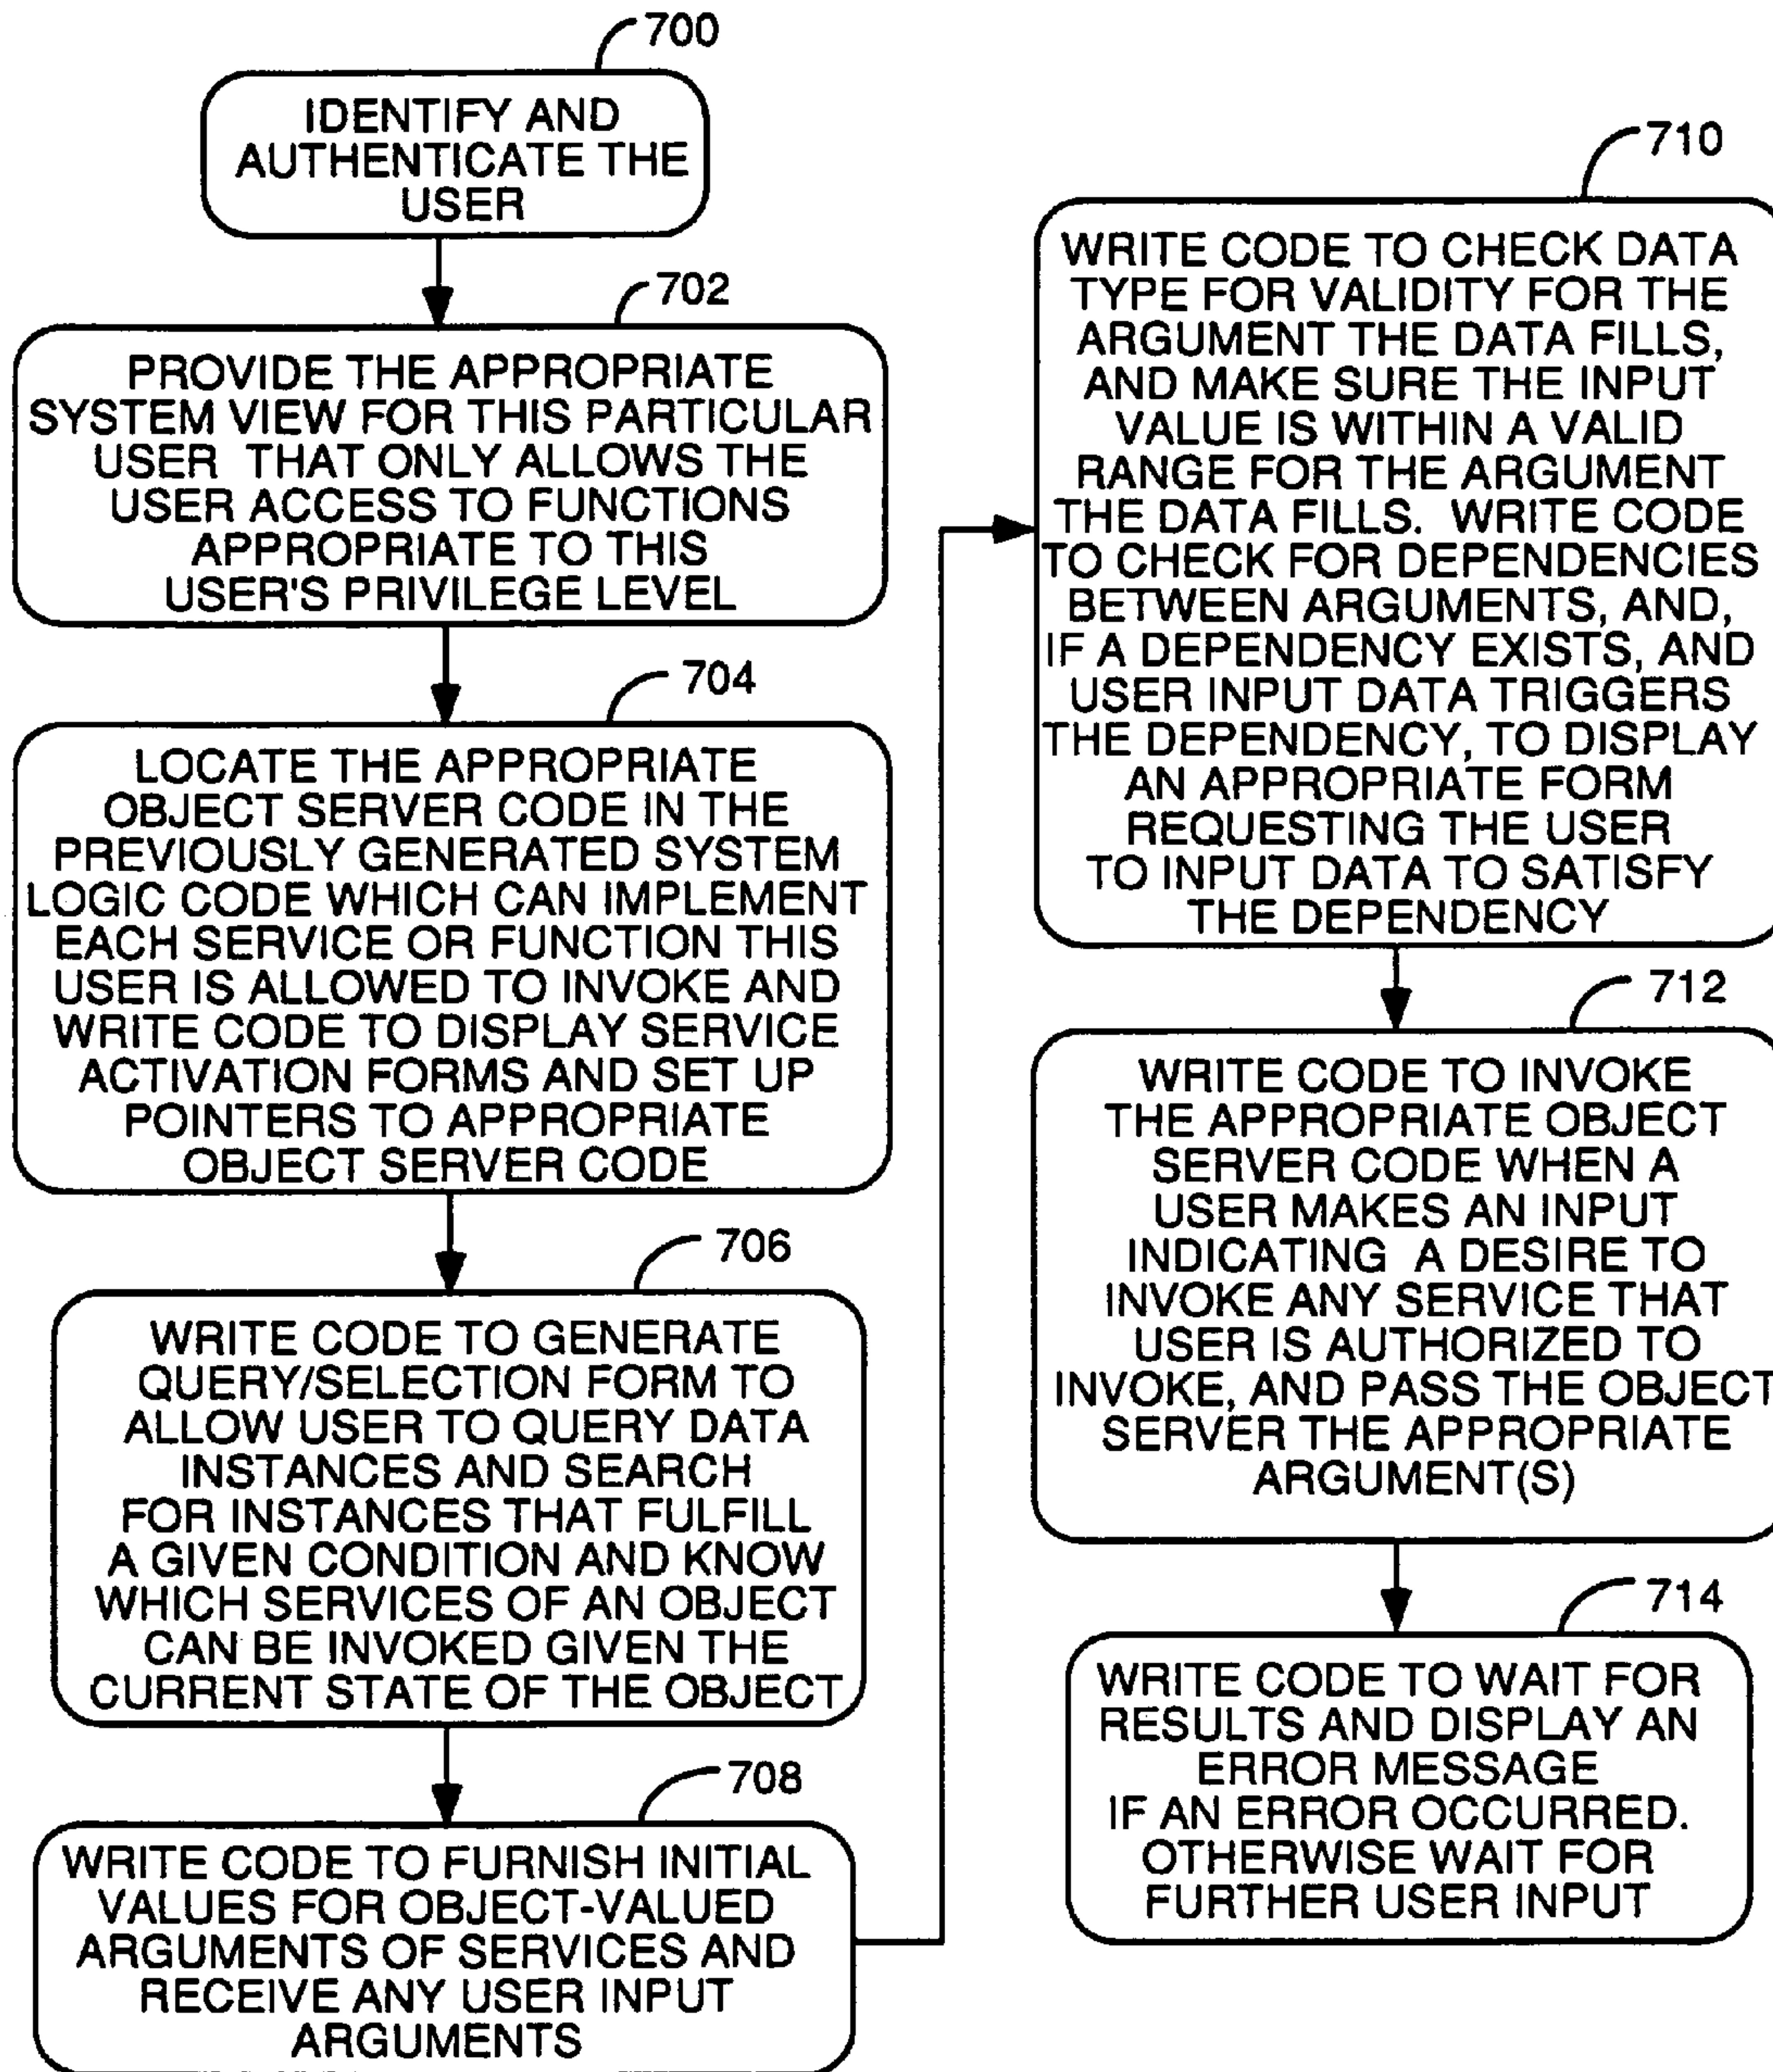 700
IDENTIFY AND
AUTHENTICATE THE
USER
702
PROVIDE THE APPROPRIATE
SYSTEM VIEW FOR THIS PARTICULAR
USER THAT ONLY ALLOWS THE
USER ACCESS TO FUNCTIONS
APPROPRIATE TO THIS
USER'S PRIVILEGE LEVEL
704
LOCATE THE APPROPRIATE
OBJECT SERVER CODE IN THE
PREVIOUSLY GENERATED SYSTEM
LOGIC CODE WHICH CAN IMPLEMENT
EACH SERVICE OR FUNCTION THIS
USER IS ALLOWED TO INVOKE AND
WRITE CODE TO DISPLAY SERVICE
ACTIVATION FORMS AND SET UP
POINTERS TO APPROPRIATE
OBJECT SERVER CODE
706
WRITE CODE TO GENERATE
QUERY/SELECTION FORM TO
ALLOW USER TO QUERY DATA
INSTANCES AND SEARCH
FOR INSTANCES THAT FULFILL
A GIVEN CONDITION AND KNOW
WHICH SERVICES OF AN OBJECT
CAN BE INVOKED GIVEN THE
CURRENT STATE OF THE OBJECT
708
WRITE CODE TO FURNISH INITIAL
VALUES FOR OBJECT-VALUED
ARGUMENTS OF SERVICES AND
RECEIVE ANY USER INPUT
ARGUMENTS
710
WRITE CODE TO CHECK DATA
TYPE FOR VALIDITY FOR THE
ARGUMENT THE DATA FILLS,
AND MAKE SURE THE INPUT
VALUE IS WITHIN A VALID
RANGE FOR THE ARGUMENT
THE DATA FILLS. WRITE CODE
TO CHECK FOR DEPENDENCIES
BETWEEN ARGUMENTS, AND,
IF A DEPENDENCY EXISTS, AND
USER INPUT DATA TRIGGERS
THE DEPENDENCY, TO DISPLAY
AN APPROPRIATE FORM
REQUESTING THE USER
TO INPUT DATA TO SATISFY
THE DEPENDENCY
712
WRITE CODE TO INVOKE
THE APPROPRIATE OBJECT
SERVER CODE WHEN A
USER MAKES AN INPUT
INDICATING A DESIRE TO
INVOKE ANY SERVICE THAT
USER IS AUTHORIZED TO
INVOKE, AND PASS THE OBJECT
SERVER THE APPROPRIATE
ARGUMENT(S)
714
WRITE CODE TO WAIT FOR
RESULTS AND DISPLAY AN
ERROR MESSAGE
IF AN ERROR OCCURRED.
OTHERWISE WAIT FOR
FURTHER USER INPUT